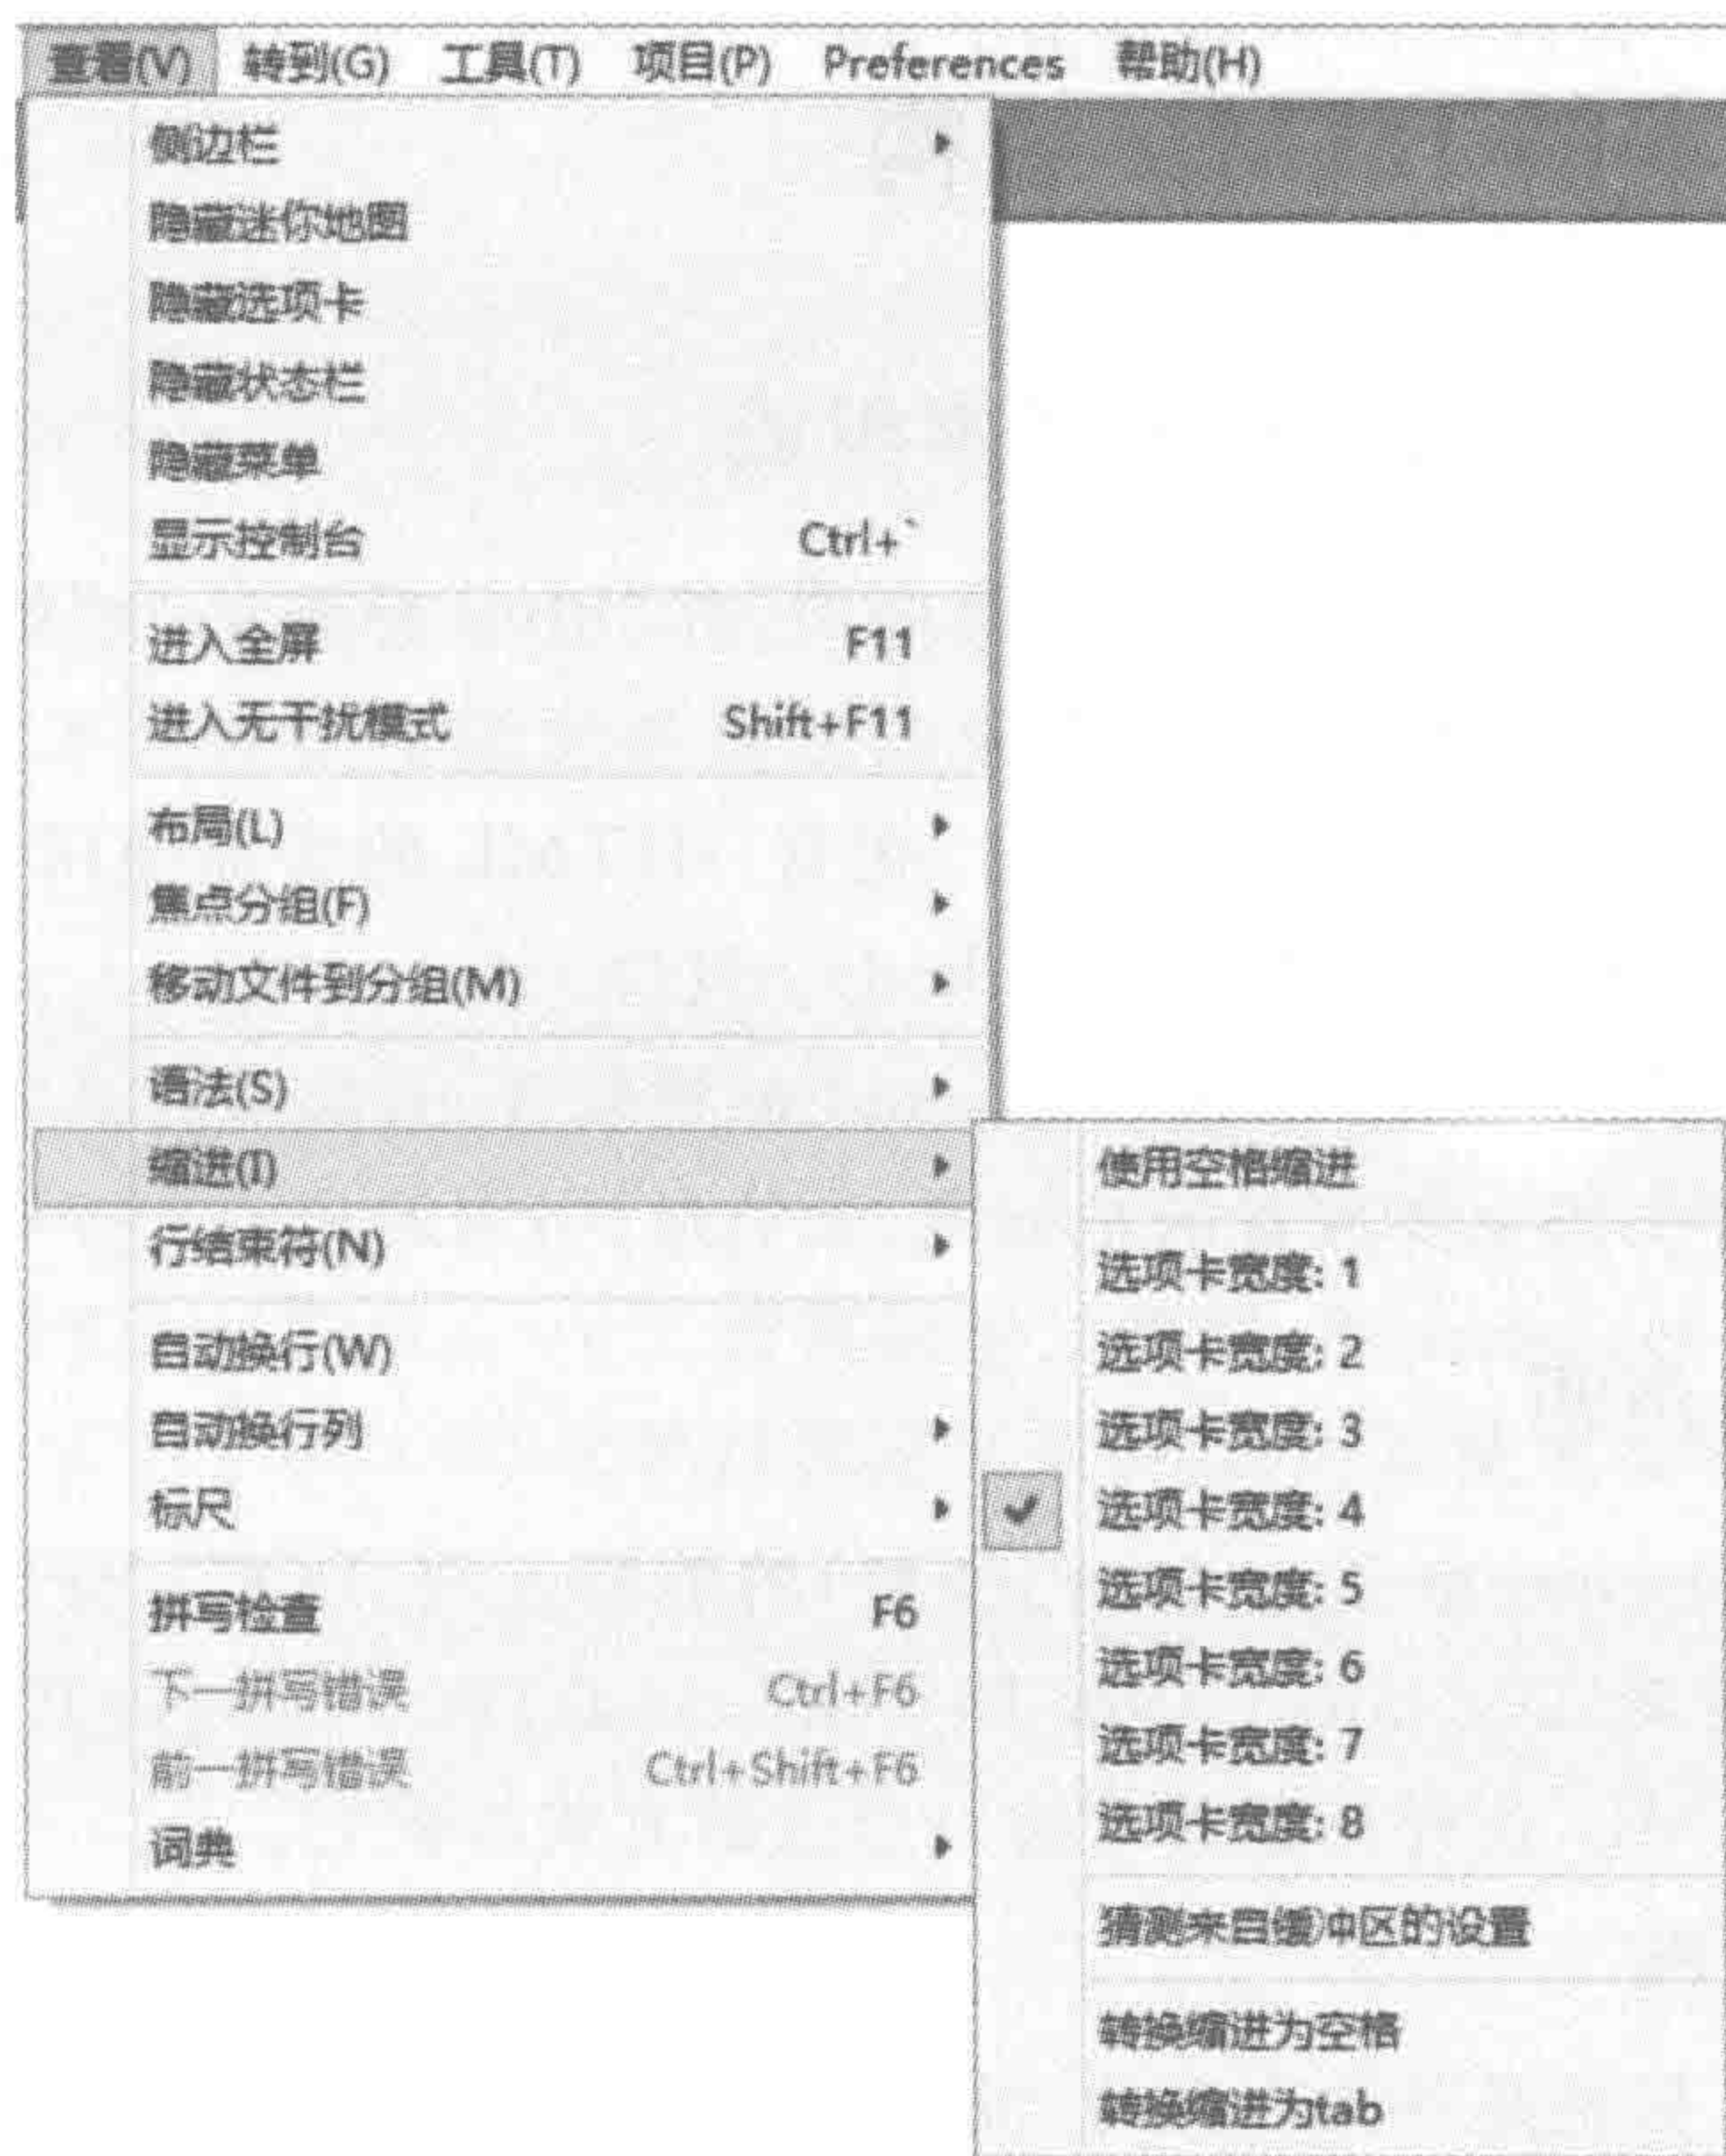 查看(V) 转到(G) 工具(T) 项目(P) Preferences 帮助(H)
侧边栏
隐藏迷你地图
隐藏选项卡
隐藏状态栏
隐藏菜单
显示控制台 Ctrl+`
进入全屏 F11
进入无干扰模式 Shift+F11
布局(L)
焦点分组(F)
移动文件到分组(M)
语法(S)
缩进(I)
行结束符(N)
自动换行(W)
自动换行列
标尺
拼写检查 F6
下一拼写错误 Ctrl+F6
前一拼写错误 Ctrl+Shift+F6
词典
使用空格缩进
选项卡宽度: 1
选项卡宽度: 2
选项卡宽度: 3
选项卡宽度: 4
选项卡宽度: 5
选项卡宽度: 6
选项卡宽度: 7
选项卡宽度: 8
猜测来自缓冲区的设置
转换缩进为空格
转换缩进为tab